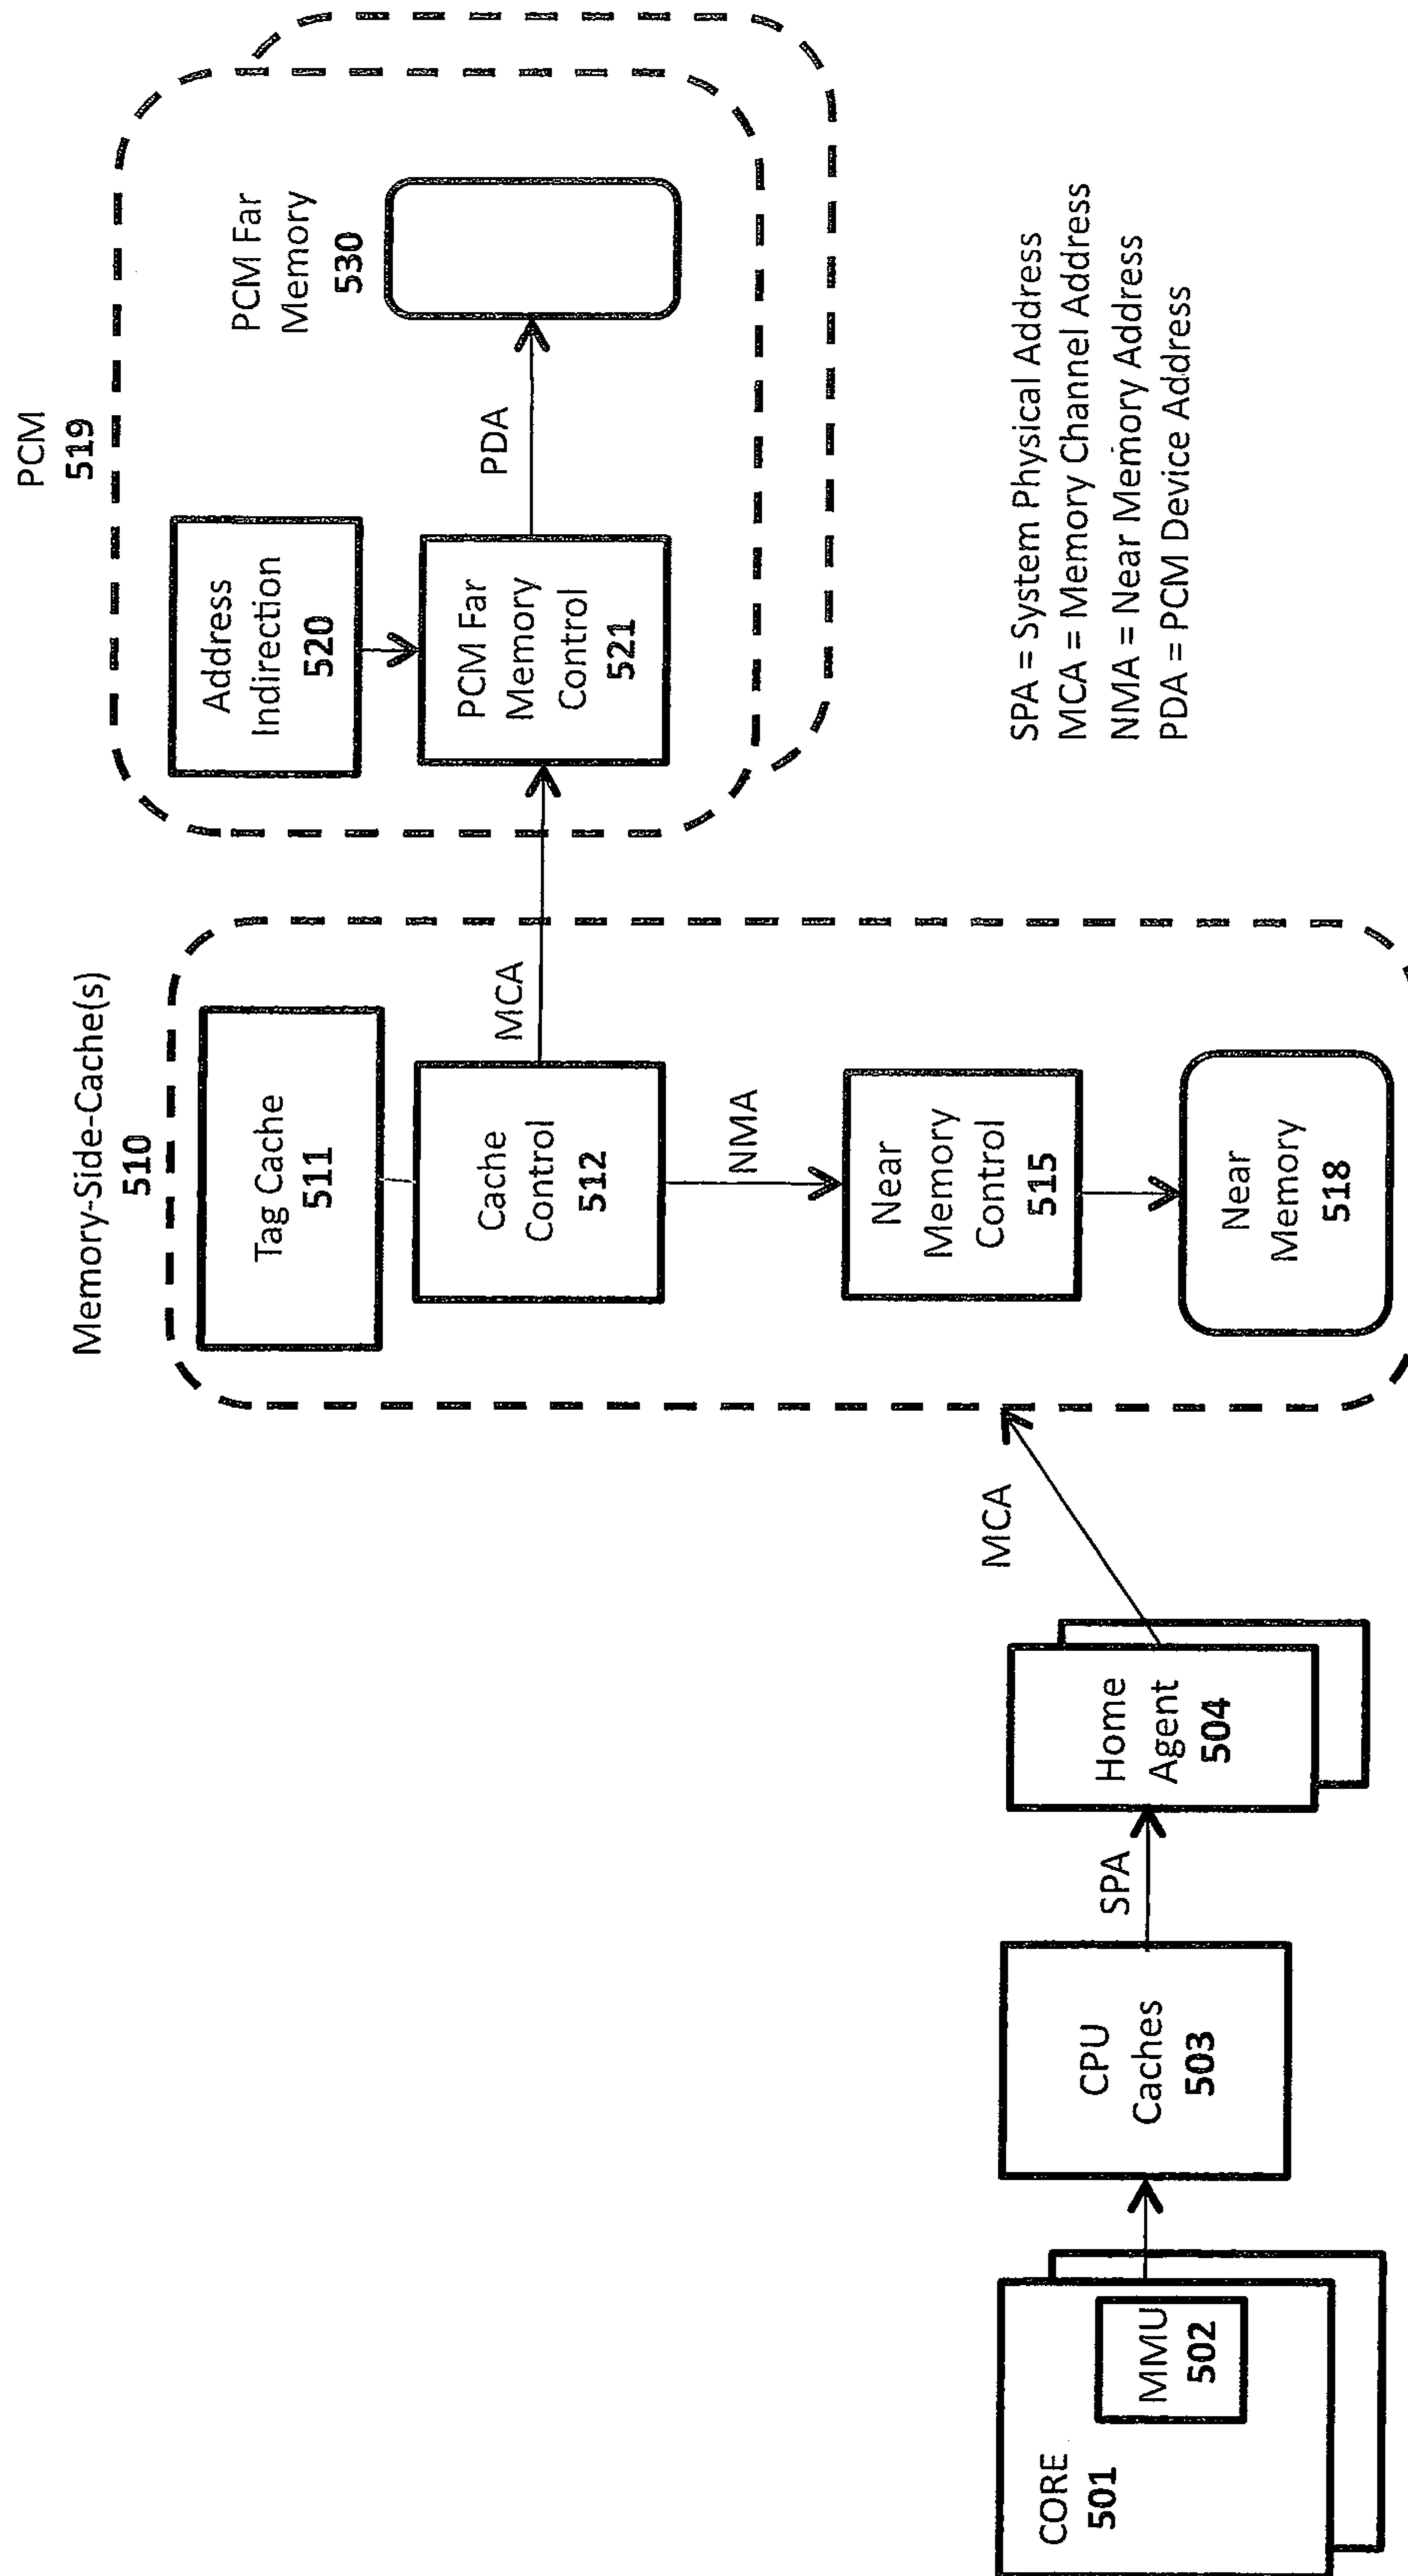 PCM
519
PCM Far
Memory
530
Address
Indirection
520
PDA
PCM Far
Memory
Control
521
MCA
Memory-Side-Cache(s)
510
Tag Cache
511
Cache
Control
512
NMA
Near
Memory
Control
515
Near
Memory
518
MCA
Home
Agent
504
SPA
CPU
Caches
503
CORE
501
MMU
502
SPA = System Physical Address
MCA = Memory Channel Address
NMA = Near Memory Address
PDA = PCM Device Address